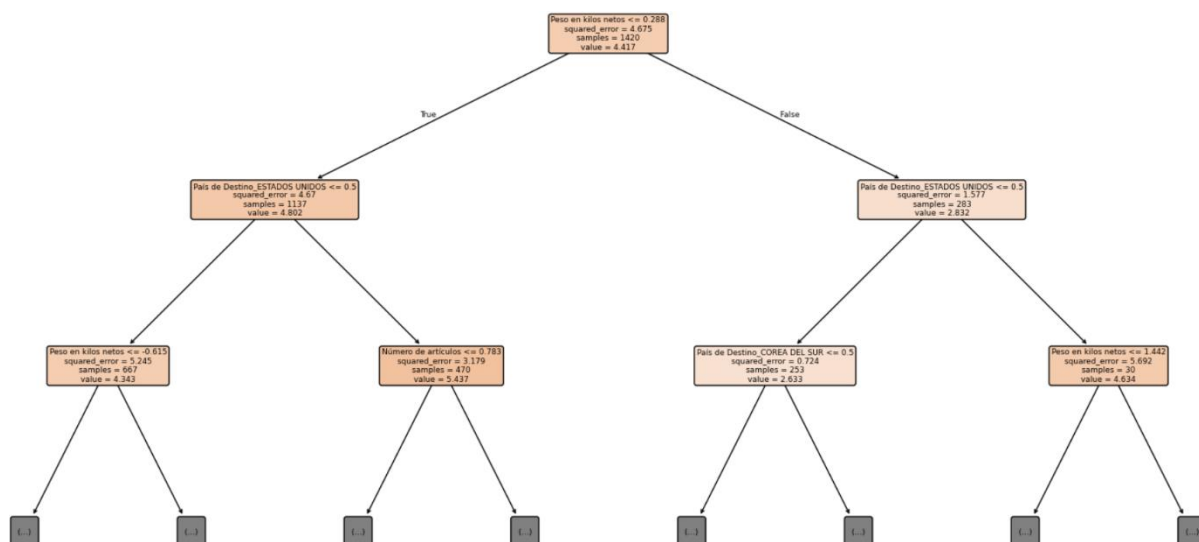 Peso en kilos netos <= 0.288
squared_error = 4.675
samples = 1420
value = 4.417
True
False
País de Destino_ESTADOS UNIDOS <= 0.5
squared_error = 4.67
samples = 1137
value = 4.802
País de Destino_ESTADOS UNIDOS <= 0.5
squared_error = 1.577
samples = 283
value = 2.832
Peso en kilos netos <= -0.615
squared_error = 5.245
samples = 667
value = 4.343
Número de artículos <= 0.783
squared_error = 3.179
samples = 470
value = 5.437
País de Destino_COREA DEL SUR <= 0.5
squared_error = 0.724
samples = 253
value = 2.633
Peso en kilos netos <= 1.442
squared_error = 5.692
samples = 30
value = 4.634
(...)
(...)
(...)
(...)
(...)
(...)
(...)
(...)